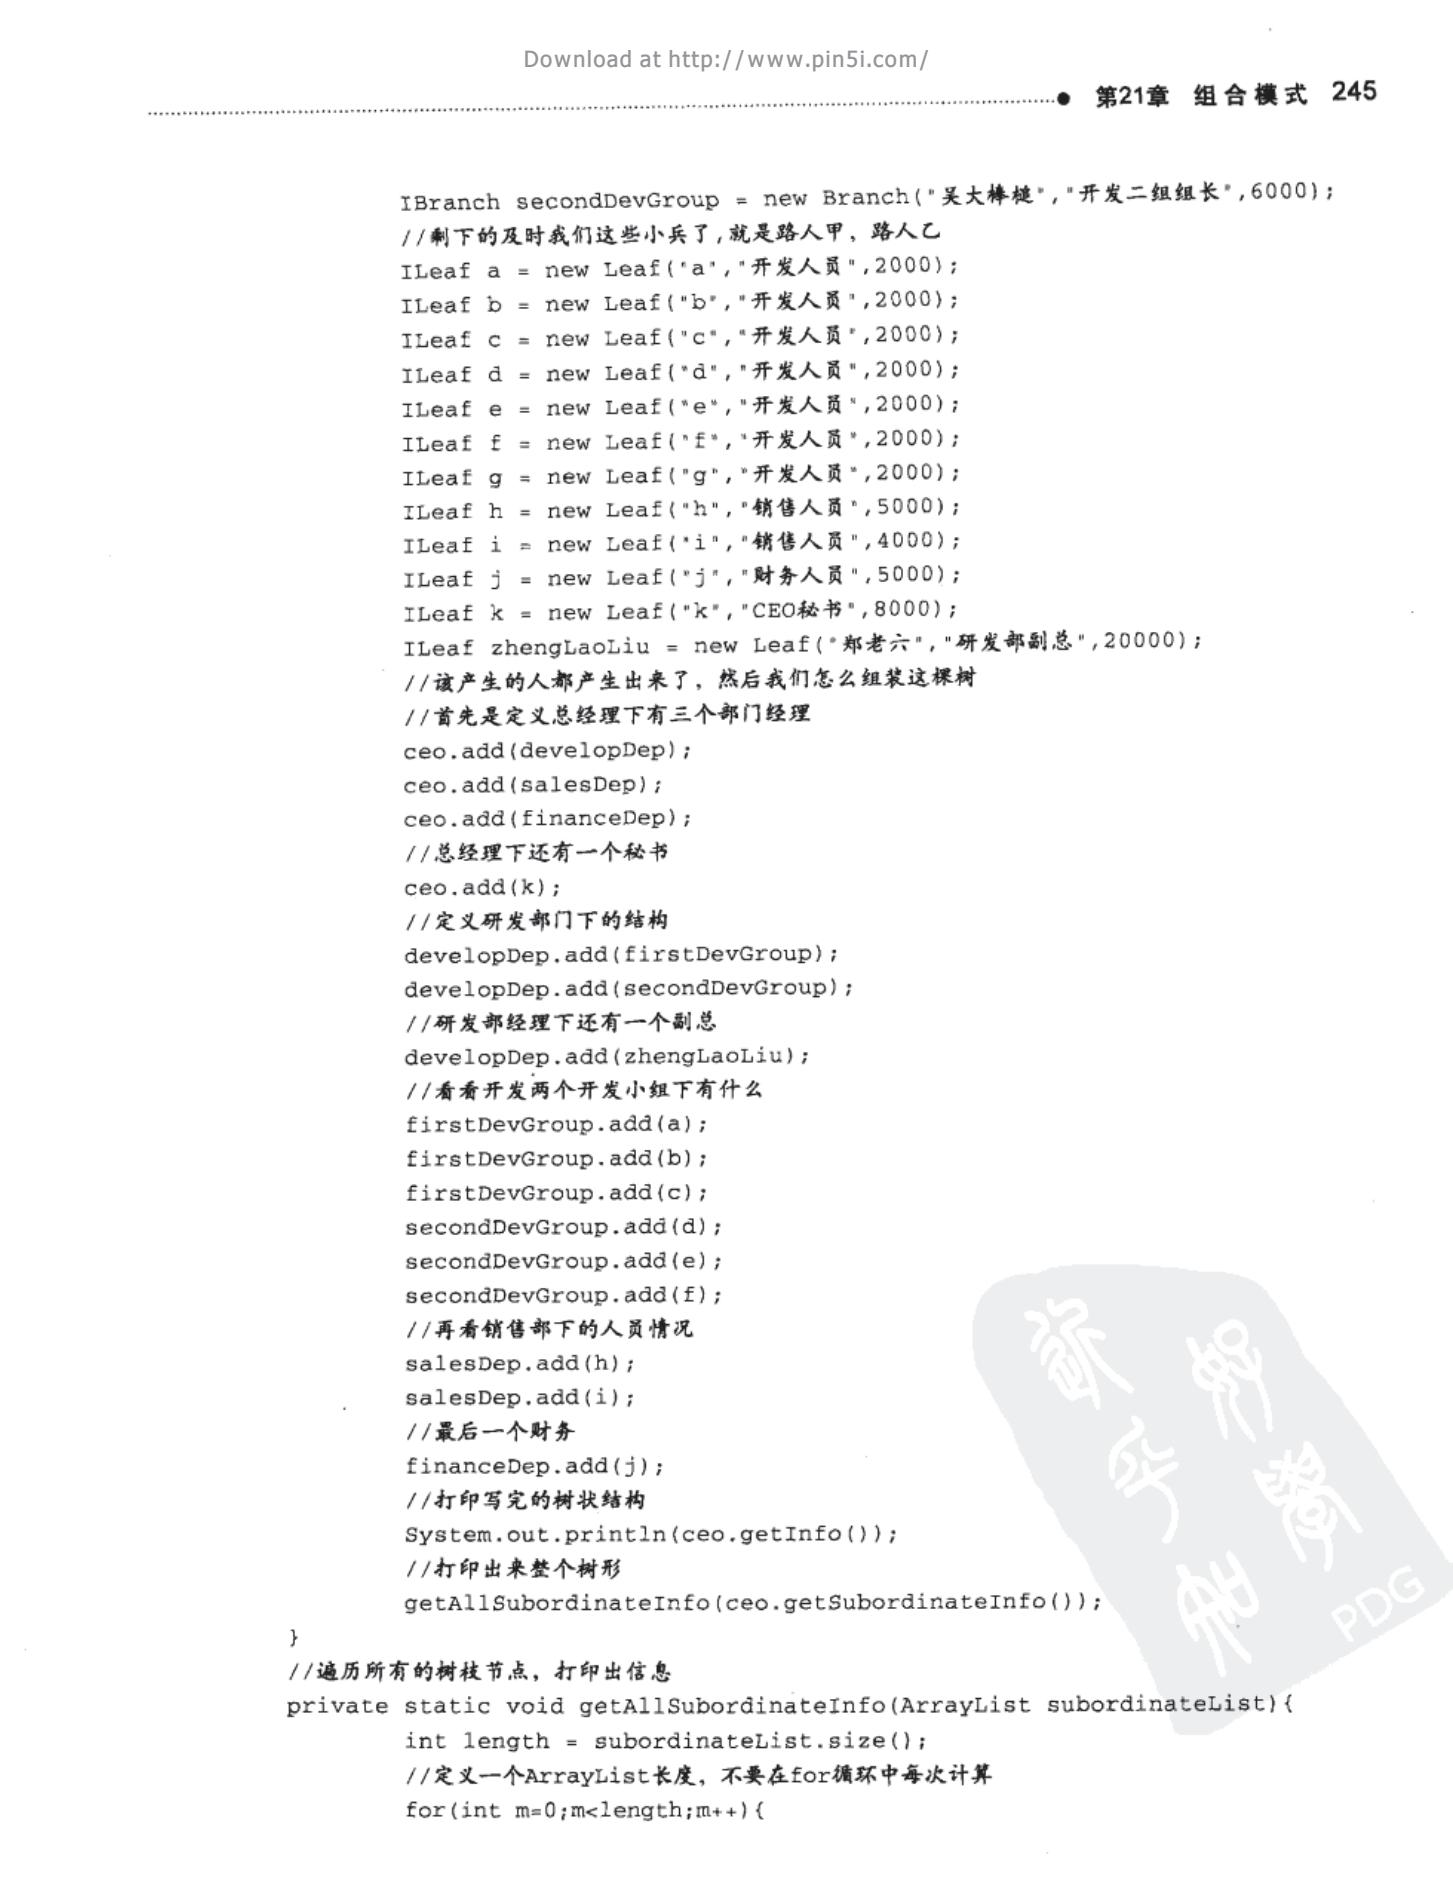 Download at http://www.pin5i.com/
第21章 组合模式 245
IBranch secondDevGroup = new Branch("吴大棒槌","开发二组组长",6000);
//剩下的及时我们这些小兵了,就是路人甲、路人乙
ILeaf a = new Leaf("a","开发人员",2000);
ILeaf b = new Leaf("b","开发人员",2000);
ILeaf c = new Leaf("c","开发人员",2000);
ILeaf d = new Leaf("d","开发人员",2000);
ILeaf e = new Leaf("e","开发人员",2000);
ILeaf f = new Leaf("f","开发人员",2000);
ILeaf g = new Leaf("g","开发人员",2000);
ILeaf h = new Leaf("h","销售人员",5000);
ILeaf i = new Leaf("i","销售人员",4000);
ILeaf j = new Leaf("j","财务人员",5000);
ILeaf k = new Leaf("k","CEO秘书",8000);
ILeaf zhengLaoLiu = new Leaf("郑老六","研发部副总",20000);
//该产生的人都产生出来了，然后我们怎么组装这棵树
//首先是定义总经理下有三个部门经理
ceo.add(developDep);
ceo.add(salesDep);
ceo.add(financeDep);
//总经理下还有一个秘书
ceo.add(k);
//定义研发部门下的结构
developDep.add(firstDevGroup);
developDep.add(secondDevGroup);
//研发部经理下还有一个副总
developDep.add(zhengLaoLiu);
//看看开发两个开发小组下有什么
firstDevGroup.add(a);
firstDevGroup.add(b);
firstDevGroup.add(c);
secondDevGroup.add(d);
secondDevGroup.add(e);
secondDevGroup.add(f);
//再看销售部下的人员情况
salesDep.add(h);
salesDep.add(i);
//最后一个财务
financeDep.add(j);
//打印写完的树状结构
System.out.println(ceo.getInfo());
//打印出来整个树形
getAllSubordinateInfo(ceo.getSubordinateInfo());
}
//遍历所有的树枝节点，打印出信息
private static void getAllSubordinateInfo(ArrayList subordinateList){
int length = subordinateList.size();
//定义一个ArrayList长度，不要在for循环中每次计算
for(int m=0;m<length;m++){
PDG